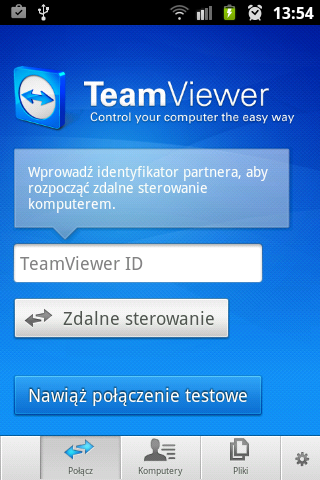 13:54
TeamViewer
Control your computer the easy way
Wprowadź identyfikator partnera, aby
rozpocząć zdalne sterowanie
komputerem.
TeamViewer ID
Zdalne sterowanie
Nawiąż połączenie testowe
Połącz
Komputery
Pliki